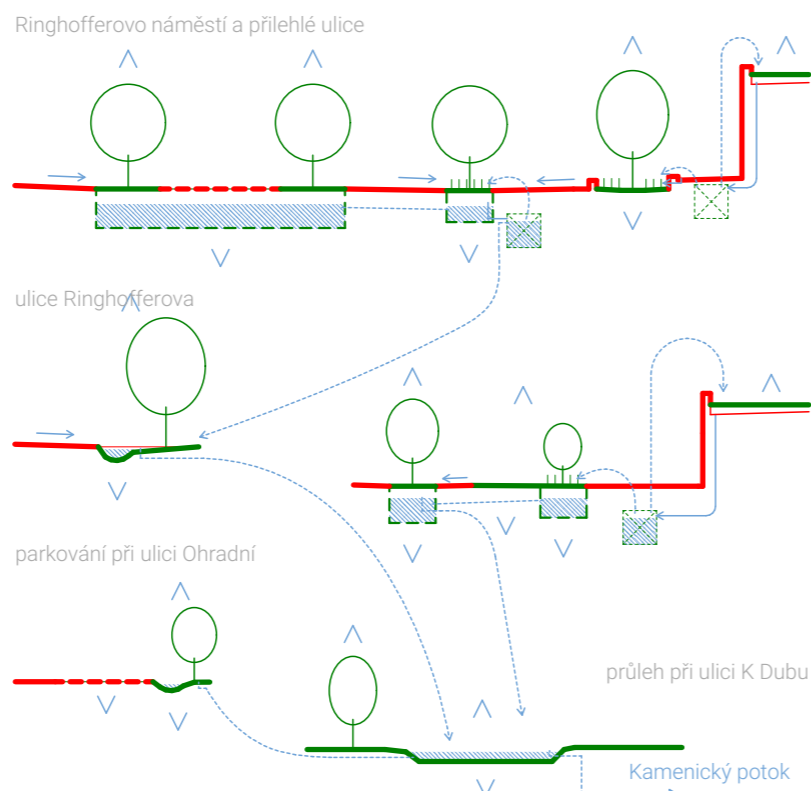 Ringhofferovo náměstí a přilehlé ulice
ulice Ringhofferova
parkování při ulici Ohradní
průleh při ulici K Dubu
Kamenický potok